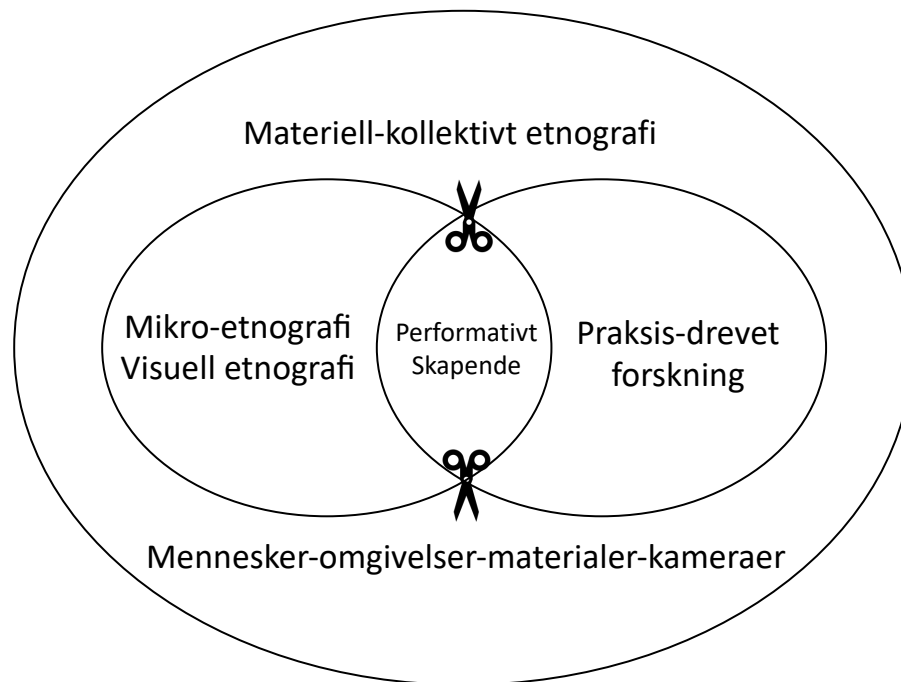 Materiell-kollektivt etnografi
Mikro-etnografi
Visuell etnografi
Performativt
Skapende
Praksis-drevet
forskning
Mennesker-omgivelser-materialer-kameraer